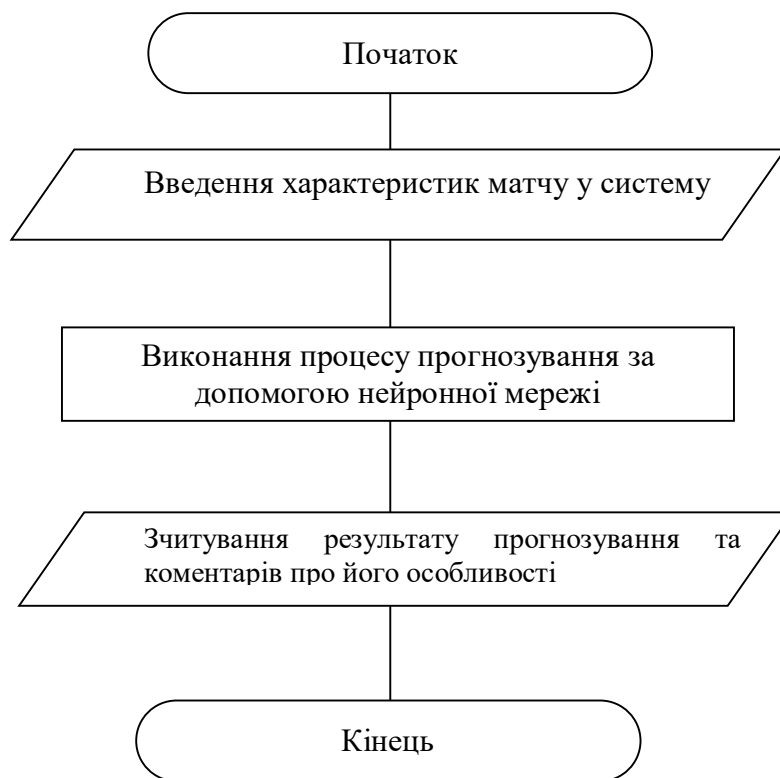 Початок
Введення характеристик матчу у систему
Виконання процесу прогнозування за
допомогою нейронної мережі
Зчитування результату прогнозування та
коментарів про його особливості
Кінець